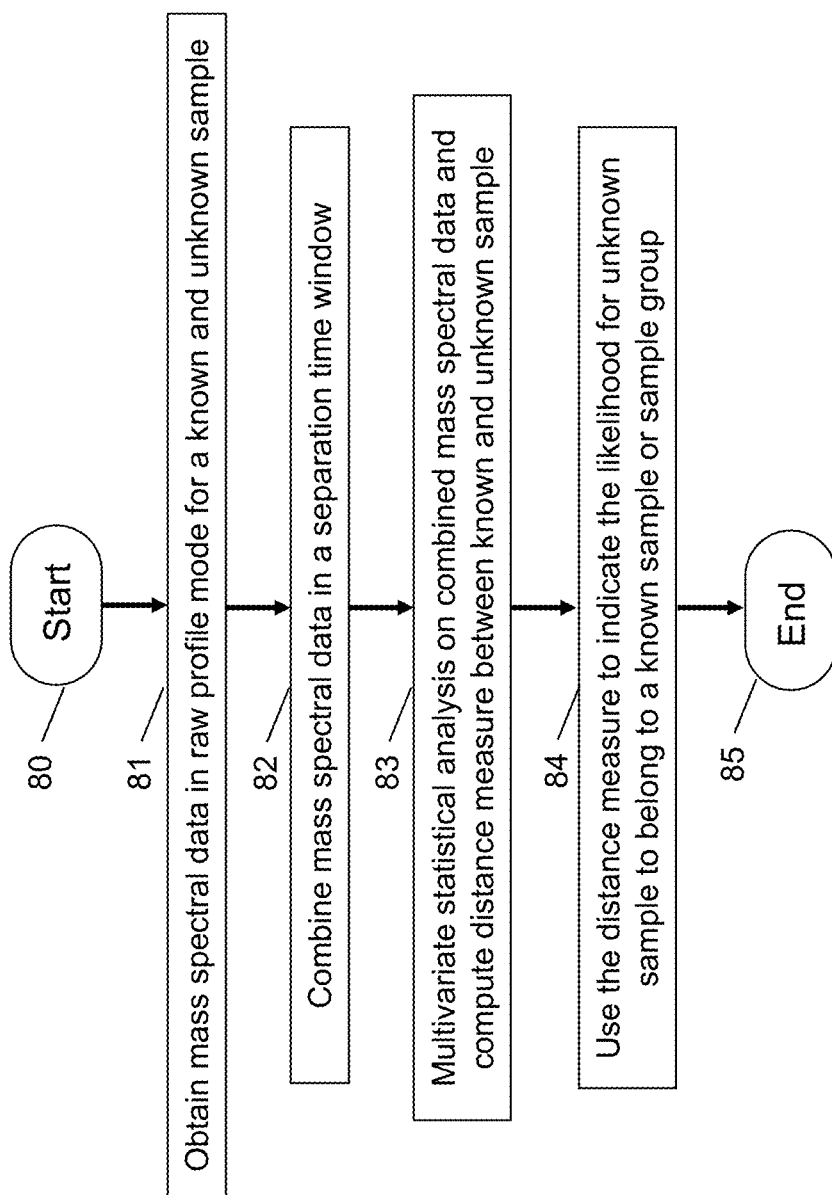 80
Start
81
Obtain mass spectral data in raw profile mode for a known and unknown sample
82
Combine mass spectral data in a separation time window
83
Multivariate statistical analysis on combined mass spectral data and
compute distance measure between known and unknown sample
84
Use the distance measure to indicate the likelihood for unknown
sample to belong to a known sample or sample group
85
End